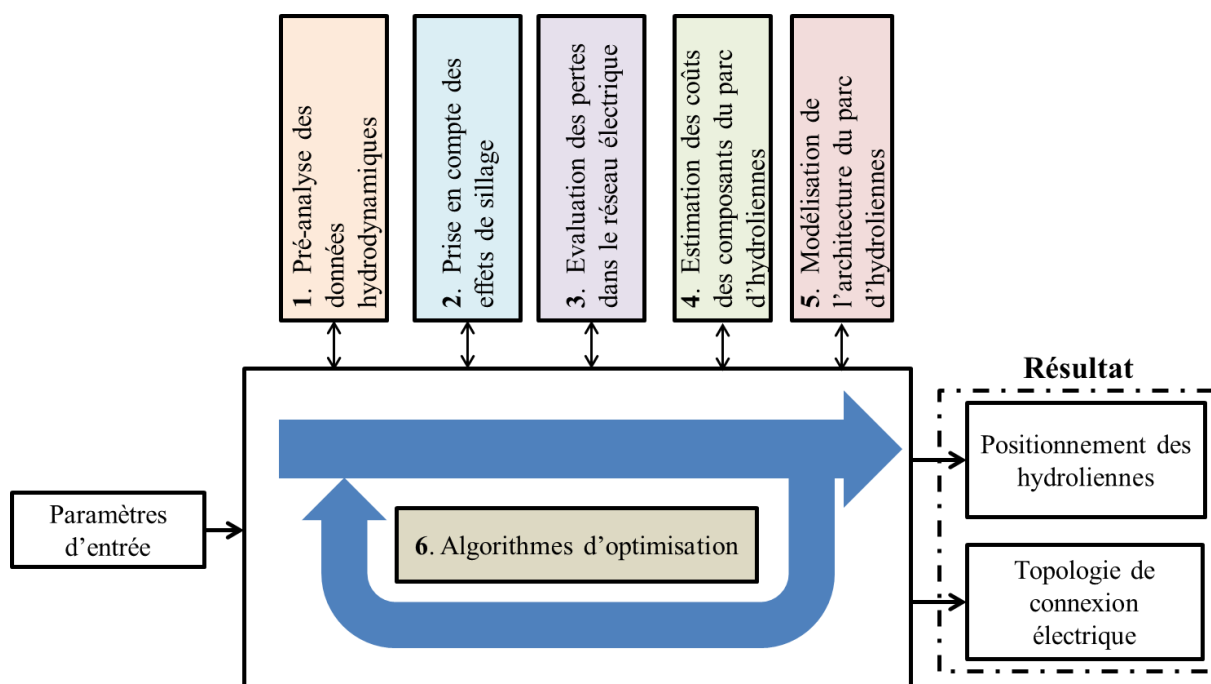 1. Pré-analyse des
données
hydrodynamiques
2. Prise en compte des
effets de sillage
3. Evaluation des pertes
dans le réseau électrique
4. Estimation des coûts
des composants du parc
d’hydroliennes
5. Modélisation de
l’architecture du parc
d’hydroliennes
Paramètres
d’entrée
6. Algorithmes d’optimisation
Résultat
Positionnement des
hydroliennes
Topologie de
connexion
électrique